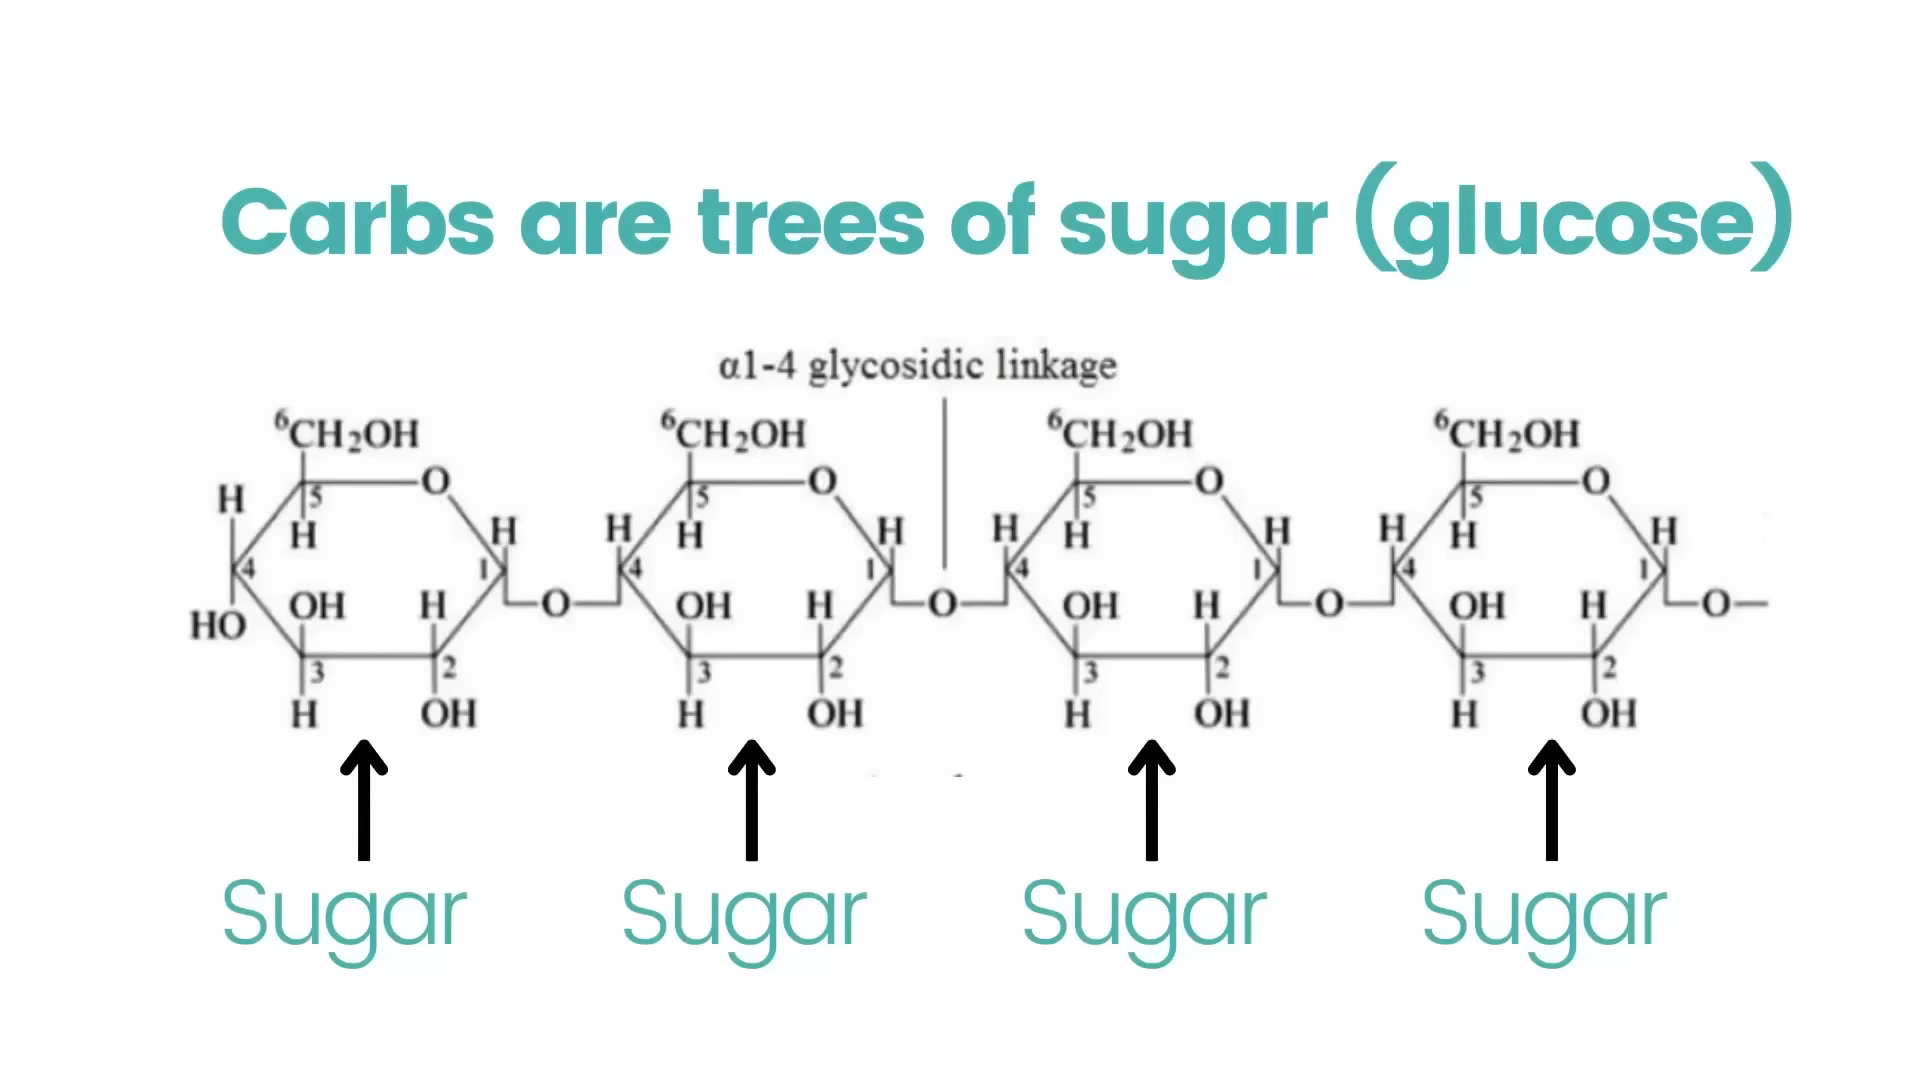 Carbs are trees of sugar (glucose)
α1-4 glycosidic linkage
⁶CH₂OH ⁶CH₂OH ⁶CH₂OH ⁶CH₂OH
H 5 O 5 O 5 O 5 O
H H H H H H H H H H H
4 1 4 1 4 1 4 1
HO OH H O OH H O OH H O OH H O
3 2 3 2 3 2 3 2
H OH H OH H OH H OH
Sugar Sugar Sugar Sugar